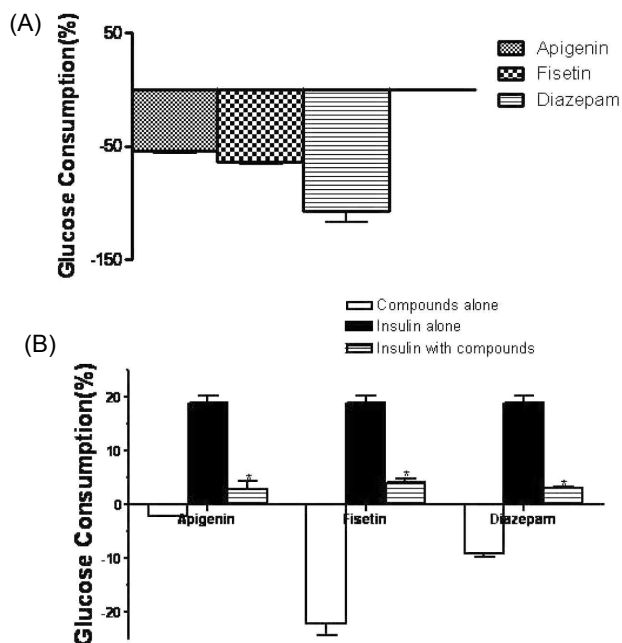 (A)
Glucose Consumption(%)
50
-50
-150
Apigenin
Fisetin
Diazepam
(B)
Compounds alone
Insulin alone
Insulin with compounds
Glucose Consumption(%)
20
10
0
-10
-20
* * *
Apigenin Fisetin Diazepam